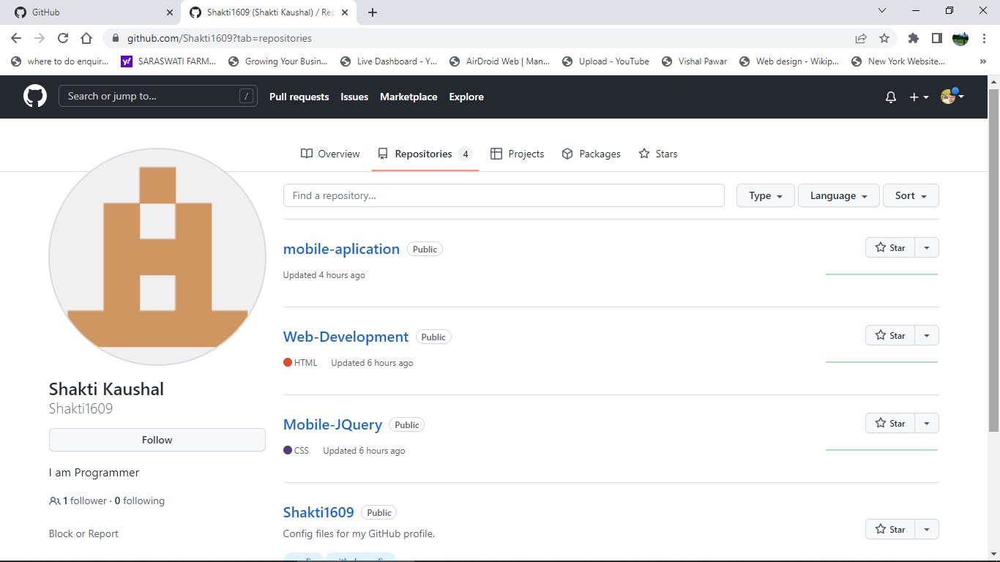 GitHub
Shakti1609 (Shakti Kaushal) / Rep
github.com/Shakti1609?tab=repositories
where to do enquir...
SARASWATI FARM...
Growing Your Busin...
Live Dashboard - Y...
AirDroid Web | Man...
Upload - YouTube
Vishal Pawar
Web design - Wikip...
New York Website...
»
Search or jump to...
/
Pull requests
Issues
Marketplace
Explore
Overview
Repositories 4
Projects
Packages
Stars
Find a repository...
Type
Language
Sort
mobile-aplication Public
Star
Updated 4 hours ago
Web-Development Public
Star
HTML Updated 6 hours ago
Mobile-JQuery Public
Star
CSS Updated 6 hours ago
Shakti1609 Public
Config files for my GitHub profile.
Star
Shakti Kaushal
Shakti1609
Follow
I am Programmer
1 follower · 0 following
Block or Report